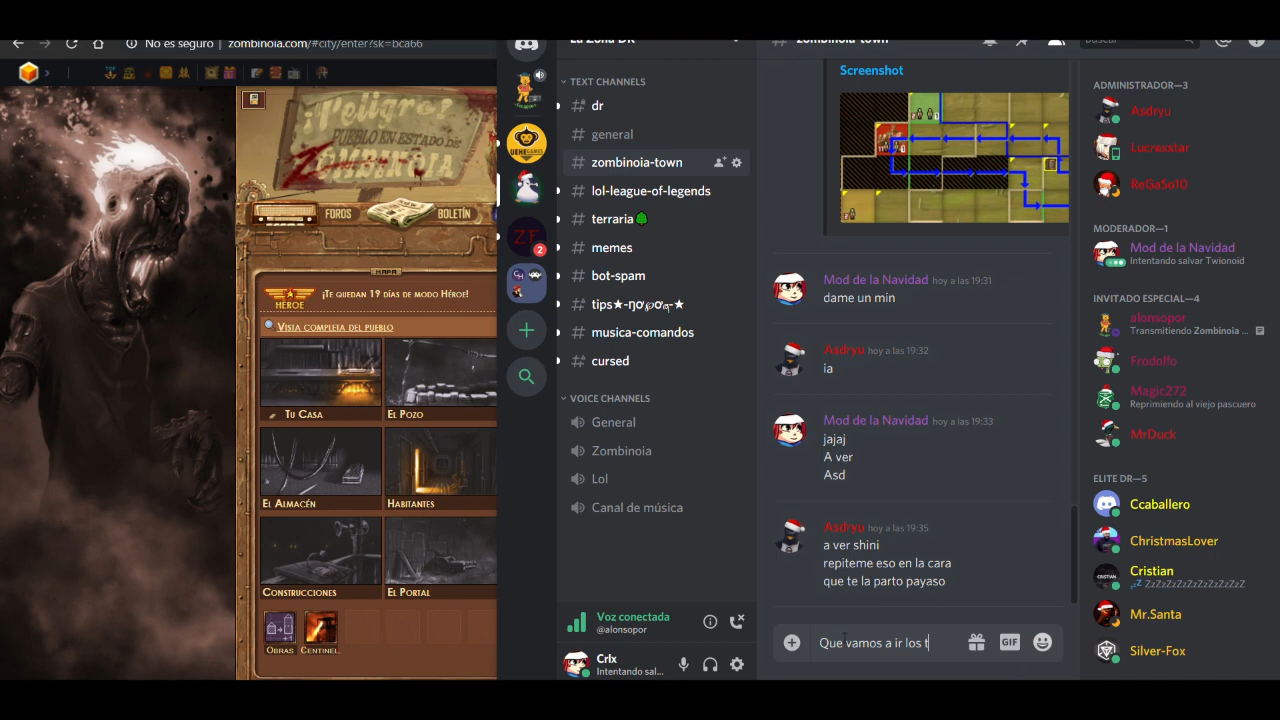 No es seguro | zombinoia.com/#city/enter?sk=bca66
¡Peligro!
PUEBLO EN ESTADO DE
ZOMBINOIA
FOROS
BOLETÍN
MAPA
HÉROE
¡TE QUEDAN 19 DÍAS DE MODO HÉROE!
VISTA COMPLETA DEL PUEBLO
TU CASA
EL POZO
EL ALMACÉN
HABITANTES
CONSTRUCCIONES
EL PORTAL
OBRAS
CENTINEL
2
La Zona DR
TEXT CHANNELS
dr
general
zombinoia-town
lol-league-of-legends
terraria🌳
memes
bot-spam
musica-comandos
cursed
VOICE CHANNELS
General
Zombinoia
Lol
Canal de música
Voz conectada
@alonsopor
Crlx
Intentando sal...
zombinoia-town
Buscar
Screenshot
Mod de la Navidad hoy a las 19:31
dame un min
Asdryu hoy a las 19:32
ia
Mod de la Navidad hoy a las 19:33
jajaj
A ver
Asd
Asdryu hoy a las 19:35
a ver shini
repiteme eso en la cara
que te la parto payaso
Que vamos a ir los t
GIF
ADMINISTRADOR—3
Asdryu
Lucraxxtar
ReGaSo10
MODERADOR—1
Mod de la Navidad
Intentando salvar Twionoid
INVITADO ESPECIAL—4
alonsopor
Transmitiendo Zombinoia ...
Frodolfo
Magic272
Reprimiendo al viejo pascuero
MrDuck
ELITE DR—5
Ccaballero
ChristmasLover
Cristian
ZzZzZzZzZzZzZzZzZzZzZ
Mr.Santa
Silver-Fox